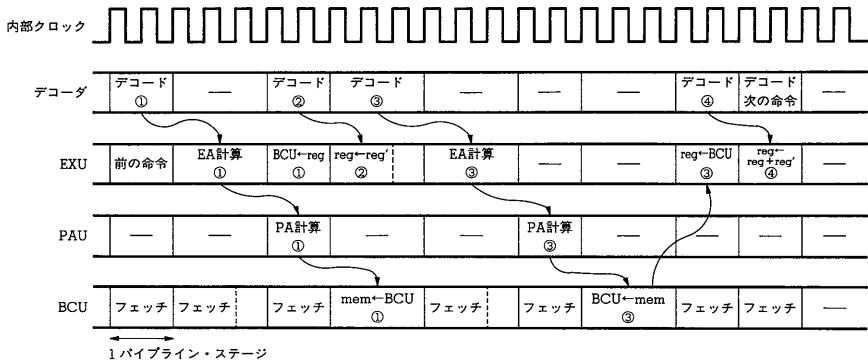 内部クロック
デコーダ
デコード
①
—
デコード
②
デコード
③
—
—
—
デコード
④
デコード
次の命令
—
EXU
前の命令
EA計算
①
BCU←reg
①
reg←reg'
②
EA計算
③
—
—
reg←BCU
③
reg←
reg+reg'
④
—
PAU
—
—
PA計算
①
—
—
PA計算
③
—
—
—
—
BCU
フェッチ
フェッチ
フェッチ
mem←BCU
①
フェッチ
フェッチ
BCU←mem
③
フェッチ
フェッチ
—
1パイプライン・ステージ